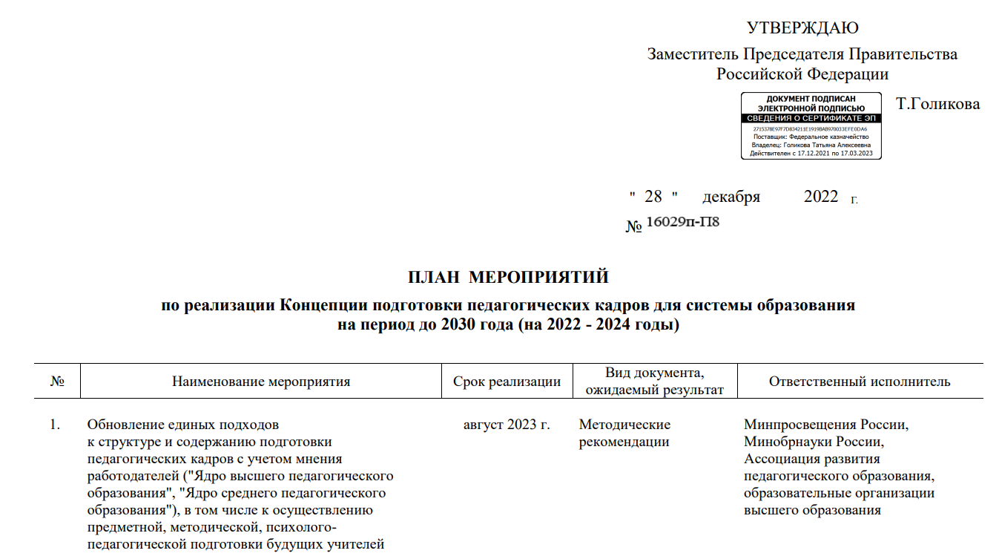 УТВЕРЖДАЮ
Заместитель Председателя Правительства
Российской Федерации
ДОКУМЕНТ ПОДПИСАН
ЭЛЕКТРОННОЙ ПОДПИСЬЮ
Т.Голикова
СВЕДЕНИЯ О СЕРТИФИКАТЕ ЭП
2715378E97F7D834211E1919BAB970033EFE0DA6
Поставщик: Федеральное казначейство
Владелец: Голикова Татьяна Алексеевна
Действителен с 17.12.2021 по 17.03.2023
" 28 " декабря 2022 г.
№ 16029п-П8
ПЛАН МЕРОПРИЯТИЙ
по реализации Концепции подготовки педагогических кадров для системы образования
на период до 2030 года (на 2022 - 2024 годы)
№ Наименование мероприятия Срок реализации Вид документа, ожидаемый результат Ответственный исполнитель
1. Обновление единых подходов август 2023 г. Методические Минпросвещения России,
к структуре и содержанию подготовки рекомендации Минобрнауки России,
педагогических кадров с учетом мнения Ассоциация развития
работодателей ("Ядро высшего педагогического педагогического образования,
образования", "Ядро среднего педагогического образовательные организации
образования"), в том числе к осуществлению высшего образования
предметной, методической, психолого-
педагогической подготовки будущих учителей